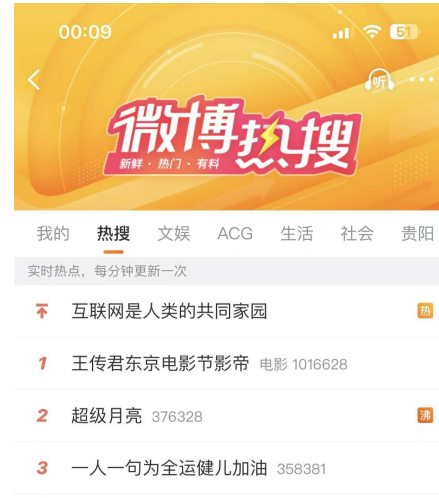 00:09
51
听
微博热搜
新鲜·热门·有料
我的 热搜 文娱 ACG 生活 社会 贵阳
实时热点，每分钟更新一次
互联网是人类的共同家园 热
1 王传君东京电影节影帝 电影 1016628
2 超级月亮 376328 沸
3 一人一句为全运健儿加油 358381